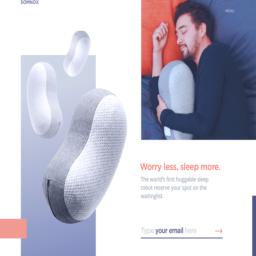 SOMNOX
MENU
Worry less, sleep more.
The world's first huggable sleep
robot reserve your spot on the
waitinglist
Type your email here